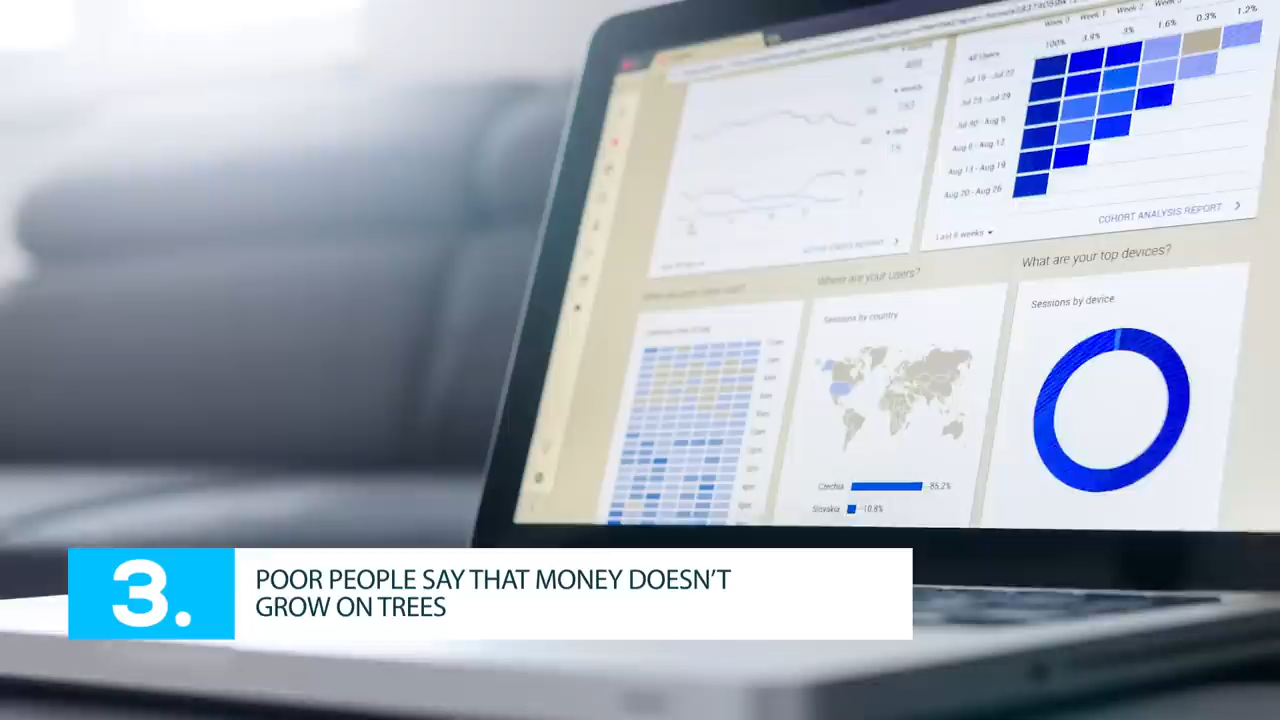 Week 0 Week 1 Week 2
All Users 100% 3.9% 3% 1.6% 0.3% 1.2%
Jul 16 - Jul 22
Jul 23 - Jul 29
Jul 30 - Aug 5
Aug 6 - Aug 12
Aug 13 - Aug 19
Aug 20 - Aug 26
Last 6 weeks
COHORT ANALYSIS REPORT
Where are your users?
What are your top devices?
Sessions by country
Sessions by device
Czechia 85.2%
Slovakia 10.8%
3.
POOR PEOPLE SAY THAT MONEY DOESN’T
GROW ON TREES